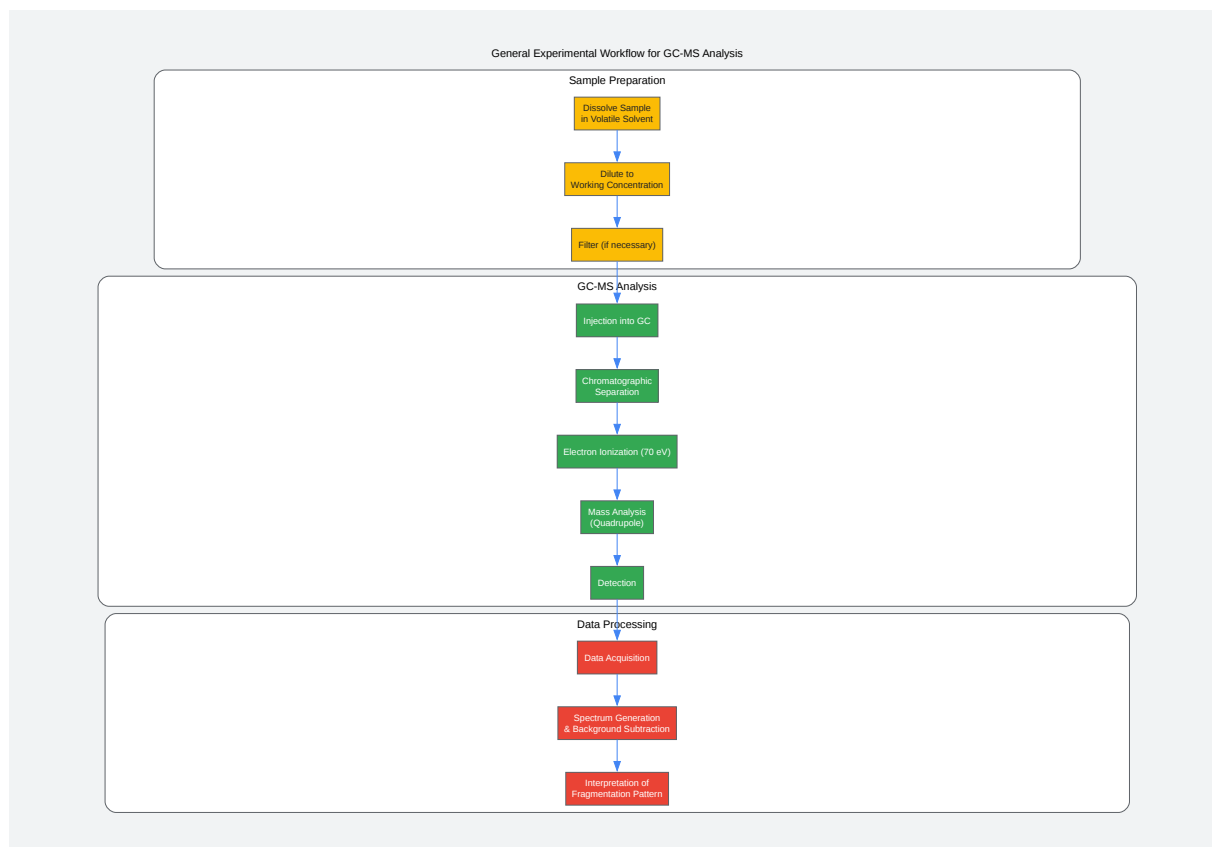 General Experimental Workflow for GC-MS Analysis
Sample Preparation
Dissolve Sample
in Volatile Solvent
Dilute to
Working Concentration
Filter (if necessary)
GC-MS Analysis
Injection into GC
Chromatographic
Separation
Electron Ionization (70 eV)
Mass Analysis
(Quadrupole)
Detection
Data Processing
Data Acquisition
Spectrum Generation
& Background Subtraction
Interpretation of
Fragmentation Pattern